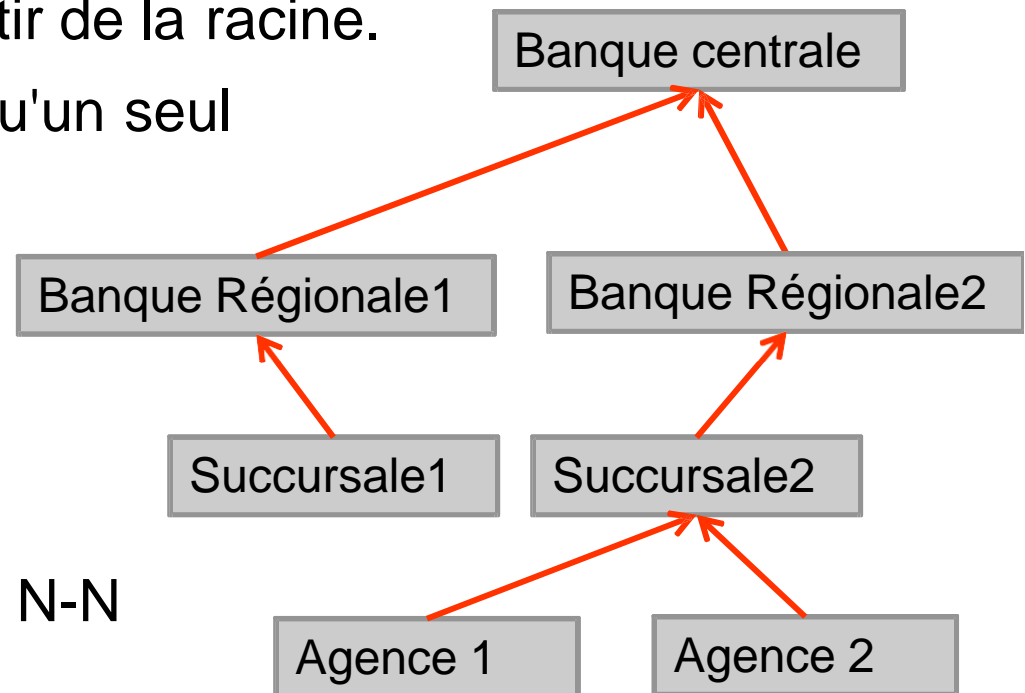 tir de la racine.
Banque centrale
u'un seul
Banque Régionale1
Banque Régionale2
Succursale1
Succursale2
N-N
Agence 1
Agence 2